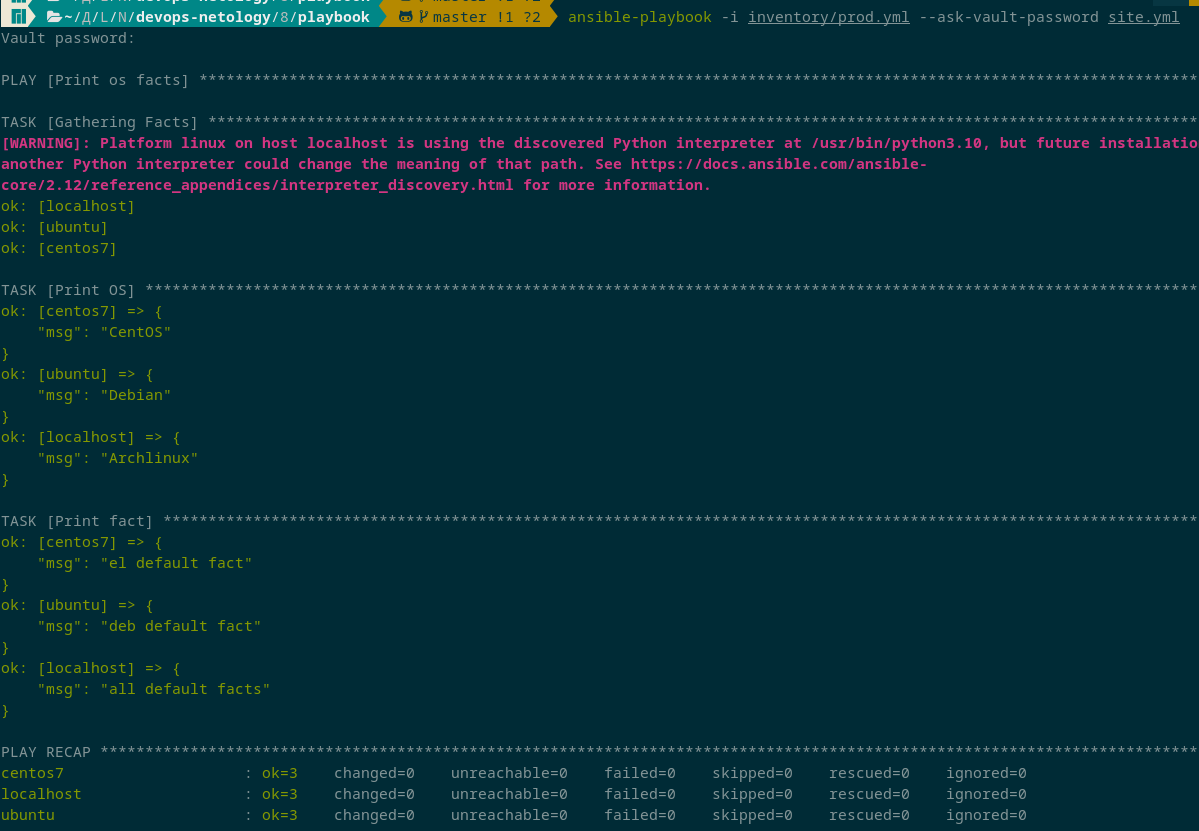 ~/Д/L/N/devops-netology/8/playbook master !1 ?2 ansible-playbook -i inventory/prod.yml --ask-vault-password site.yml
Vault password:
PLAY [Print os facts] ***************************************************************************************************************
TASK [Gathering Facts] **************************************************************************************************************
[WARNING]: Platform linux on host localhost is using the discovered Python interpreter at /usr/bin/python3.10, but future installatio
another Python interpreter could change the meaning of that path. See https://docs.ansible.com/ansible-
core/2.12/reference_appendices/interpreter_discovery.html for more information.
ok: [localhost]
ok: [ubuntu]
ok: [centos7]
TASK [Print OS] *********************************************************************************************************************
ok: [centos7] => {
    "msg": "CentOS"
}
ok: [ubuntu] => {
    "msg": "Debian"
}
ok: [localhost] => {
    "msg": "Archlinux"
}
TASK [Print fact] *******************************************************************************************************************
ok: [centos7] => {
    "msg": "el default fact"
}
ok: [ubuntu] => {
    "msg": "deb default fact"
}
ok: [localhost] => {
    "msg": "all default facts"
}
PLAY RECAP **************************************************************************************************************************
centos7                    : ok=3    changed=0    unreachable=0    failed=0    skipped=0    rescued=0    ignored=0
localhost                  : ok=3    changed=0    unreachable=0    failed=0    skipped=0    rescued=0    ignored=0
ubuntu                     : ok=3    changed=0    unreachable=0    failed=0    skipped=0    rescued=0    ignored=0